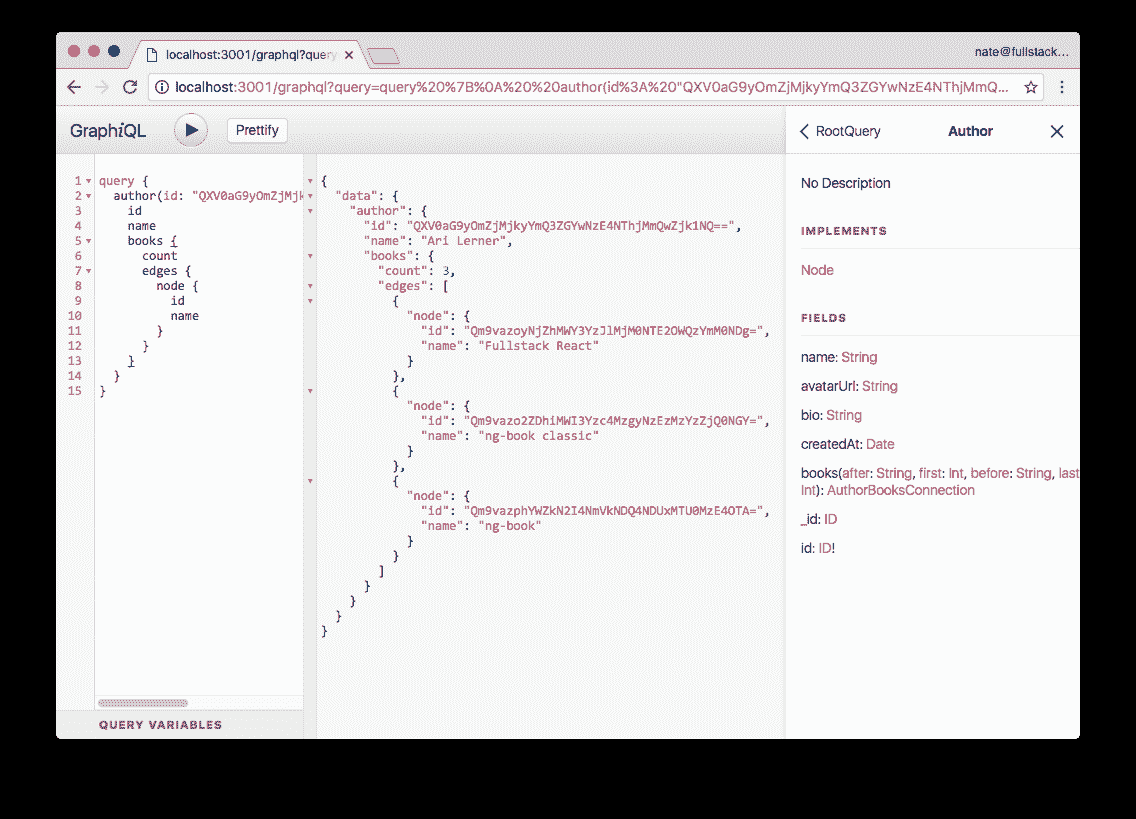 localhost:3001/graphql?query
nate@fullstack...
localhost:3001/graphql?query=query%20%7B%0A%20%20author(id%3A%20"QXV0aG9yOmZjMjkyYmQ3ZGYwNzE4NThjMmQ...
GraphiQL
Prettify
RootQuery
Author
1 query {
2 author(id: "QXV0aG9yOmZjMjk
3 id
4 name
5 books {
6 count
7 edges {
8 node {
9 id
10 name
11 }
12 }
13 }
14 }
15 }
QUERY VARIABLES
{
"data": {
"author": {
"id": "QXV0aG9yOmZjMjkyYmQ3ZGYwNzE4NThjMmQwZjk1NQ==",
"name": "Ari Lerner",
"books": {
"count": 3,
"edges": [
{
"node": {
"id": "Qm9vazoyNjZhMWY3YzJlMjM0NTE2OWQzYmM0NDg=",
"name": "Fullstack React"
}
},
{
"node": {
"id": "Qm9vazo2ZDhiMWI3Yzc4MzgyNzEzMzYzZjQ0NGY=",
"name": "ng-book classic"
}
},
{
"node": {
"id": "Qm9vazphYWZkN2I4NmVkNDQ4NDUxMTU0MzE4OTA=",
"name": "ng-book"
}
}
]
}
}
}
}
No Description
IMPLEMENTS
Node
FIELDS
name: String
avatarUrl: String
bio: String
createdAt: Date
books(after: String, first: Int, before: String, last
Int): AuthorBooksConnection
_id: ID
id: ID!